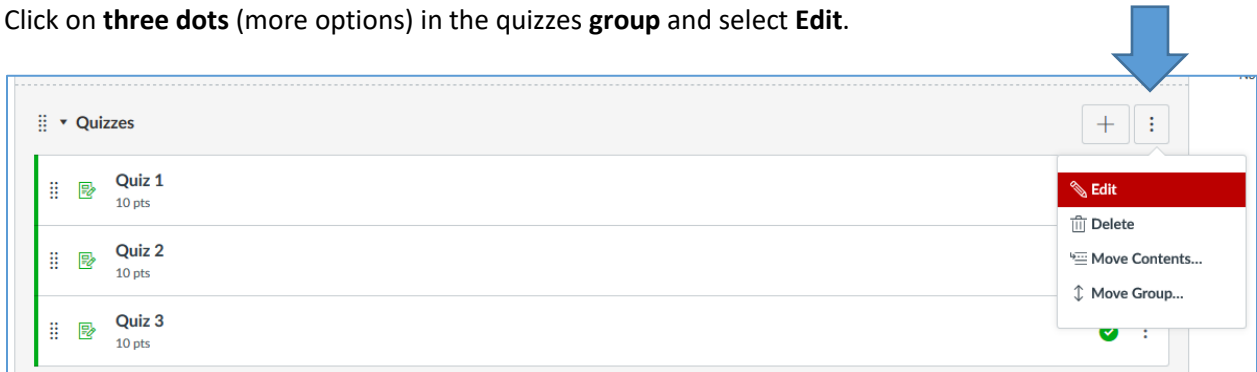 Click on three dots (more options) in the quizzes group and select Edit.
Quizzes
Quiz 1
10 pts
Edit
Delete
Quiz 2
10 pts
Move Contents...
Move Group...
Quiz 3
10 pts